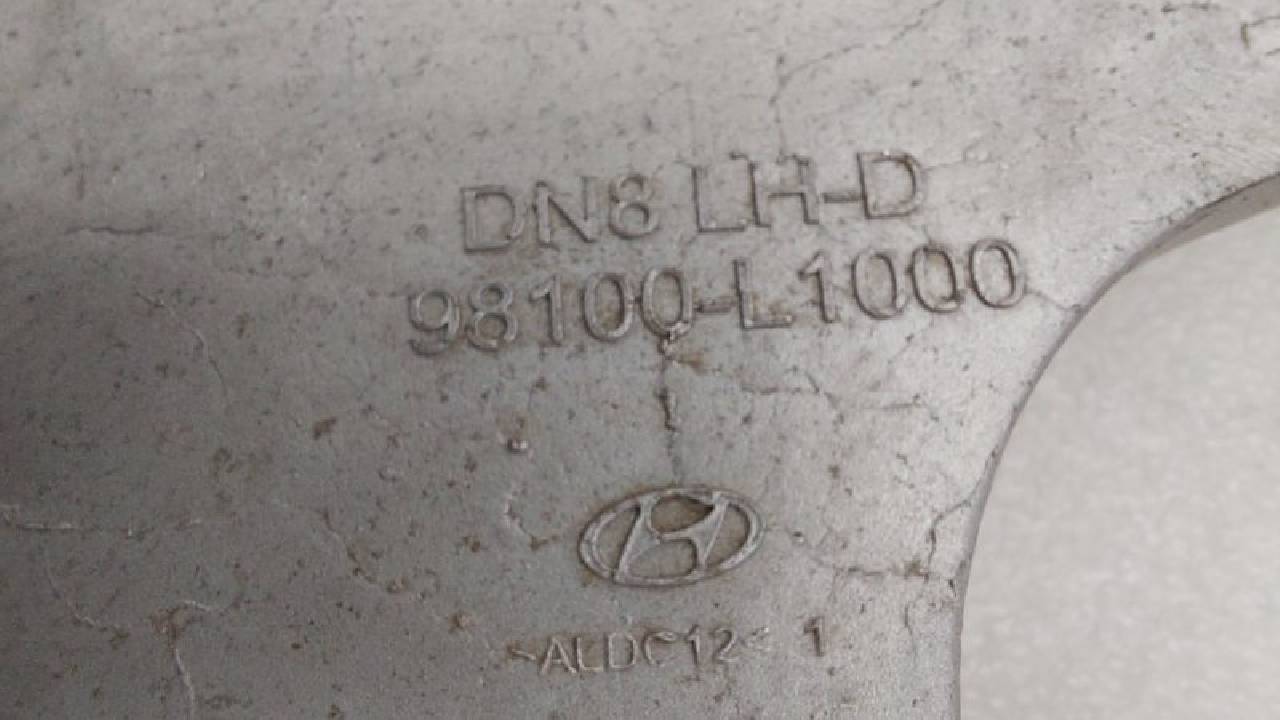 DN8 LH-D
98100-L1000
>ALDC12< 1